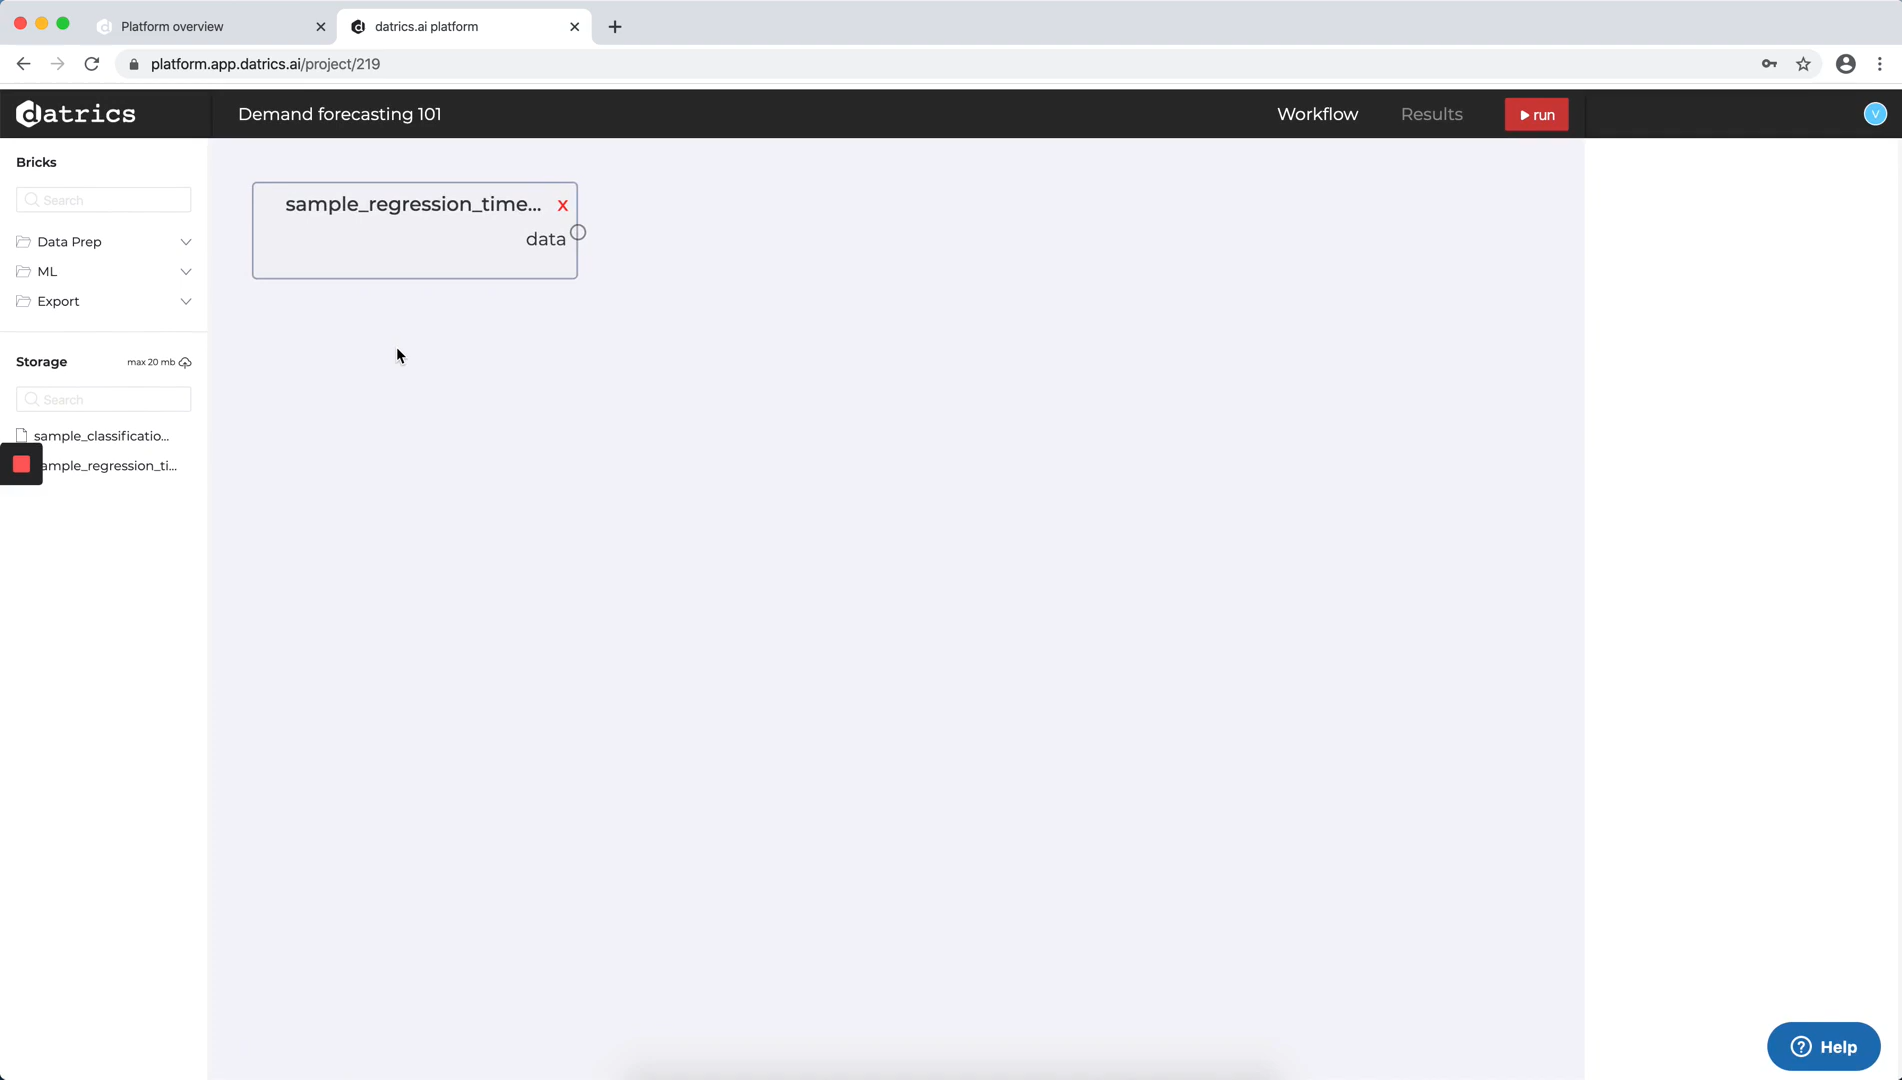 Platform overview
datrics.ai platform
platform.app.datrics.ai/project/219
datrics
Demand forecasting 101
Workflow
Results
run
V
Bricks
Search
Data Prep
ML
Export
Storage
max 20 mb
Search
sample_classificatio...
ample_regression_ti...
sample_regression_time...
x
data
Help